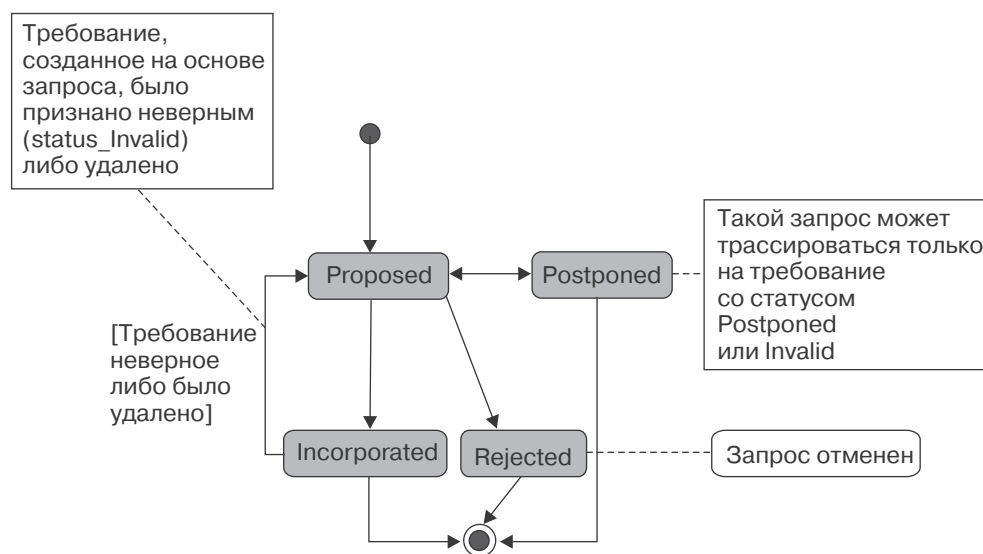 Требование,
созданное на основе
запроса, было
признано неверным
(status_Invalid)
либо удалено
Такой запрос может
трассироваться только
на требование
со статусом
Postponed
или Invalid
Proposed
Postponed
[Требование
неверное
либо было
удалено]
Incorporated
Rejected
Запрос отменен